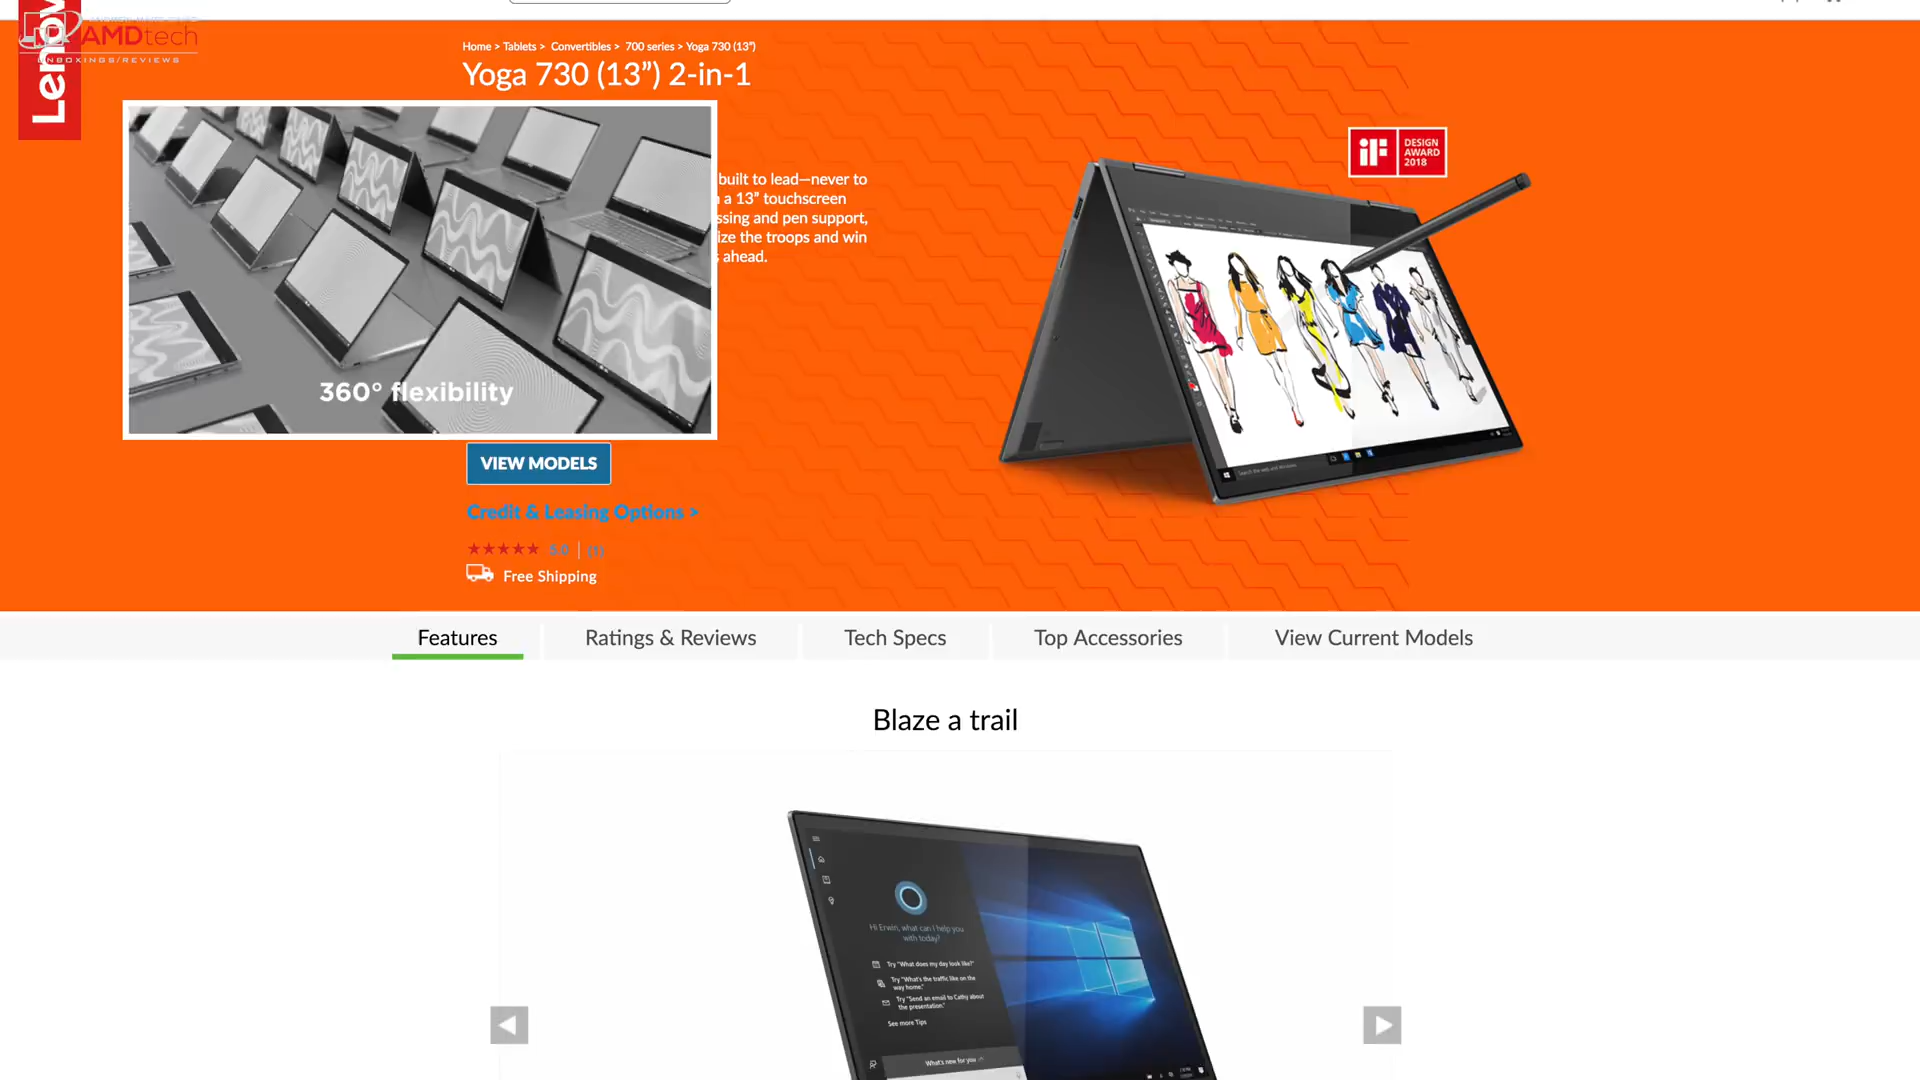 Lenov
AMDtech
UNBOXINGS/REVIEWS
Home > Tablets > Convertibles > 700 series > Yoga 730 (13")
Yoga 730 (13”) 2-in-1
built to lead—never to
a 13” touchscreen
ssing and pen support,
ize the troops and win
s ahead.
360° flexibility
iF DESIGN AWARD 2018
VIEW MODELS
Credit & Leasing Options >
5.0 | (1)
Free Shipping
Features
Ratings & Reviews
Tech Specs
Top Accessories
View Current Models
Blaze a trail
Hi Erwin, what can I help you
with today?
Try "What does my day look like?"
Try "What's the traffic like on the
way home."
Try "Send an email to Cathy about
the presentation."
See more Tips
What's new for you